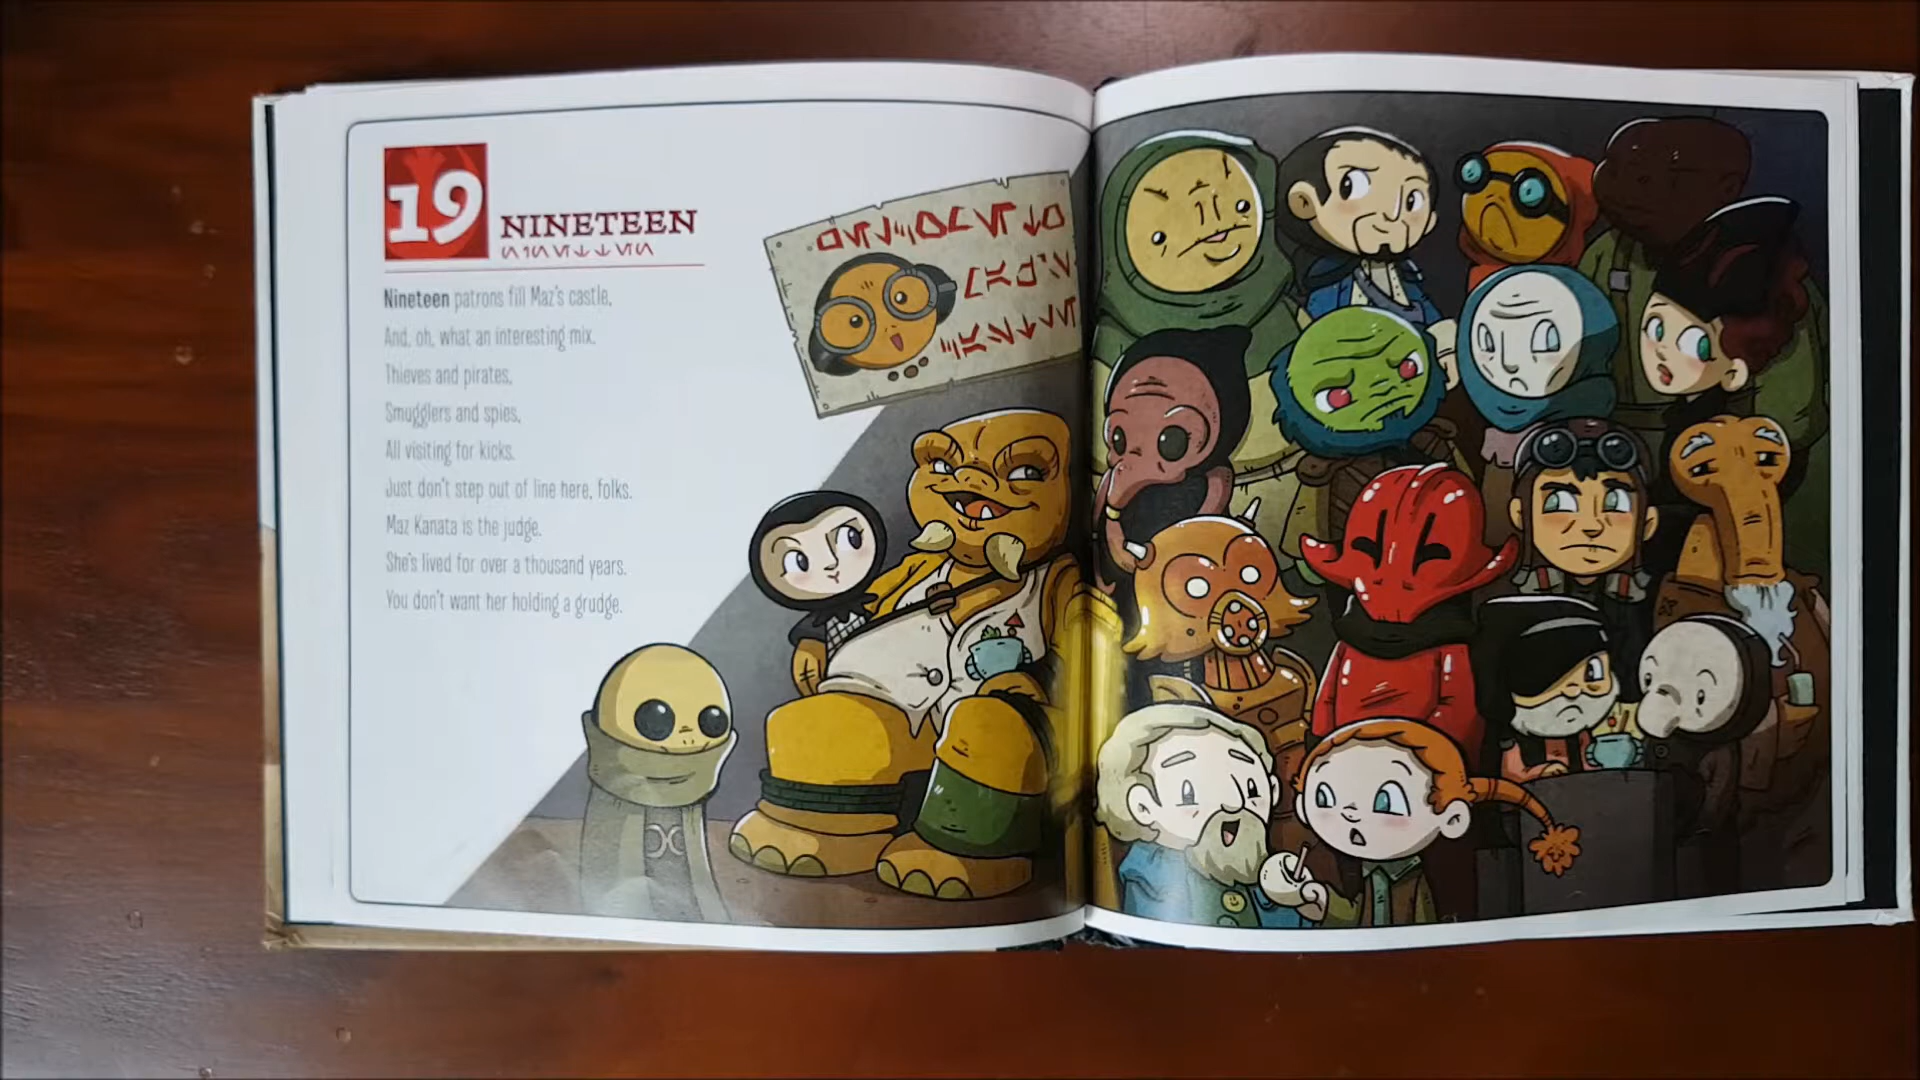 19
NINETEEN
Nineteen patrons fill Maz's castle,
And, oh, what an interesting mix.
Thieves and pirates,
Smugglers and spies,
All visiting for kicks.
Just don't step out of line here, folks.
Maz Kanata is the judge.
She's lived for over a thousand years.
You don't want her holding a grudge.